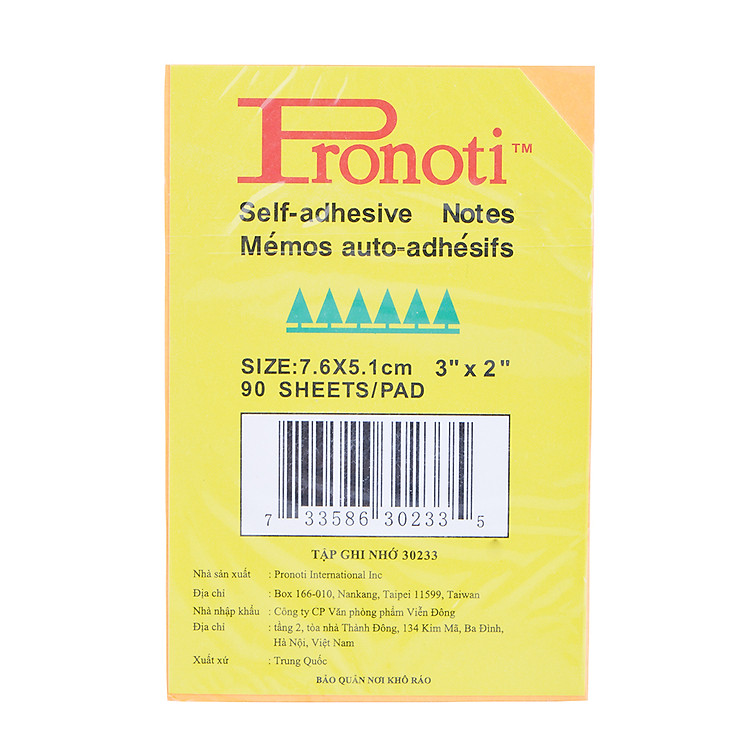 Pronoti™
Self-adhesive Notes
Mémos auto-adhésifs
SIZE:7.6X5.1cm 3" x 2"
90 SHEETS/PAD
7 33586 30233 5
TẬP GHI NHỚ 30233
Nhà sản xuất : Pronoti International Inc
Địa chỉ : Box 166-010, Nankang, Taipei 11599, Taiwan
Nhà nhập khẩu : Công ty CP Văn phòng phẩm Viễn Đông
Địa chỉ : tầng 2, tòa nhà Thành Đông, 134 Kim Mã, Ba Đình,
Hà Nội, Việt Nam
Xuất xứ : Trung Quốc
BẢO QUẢN NƠI KHÔ RÁO